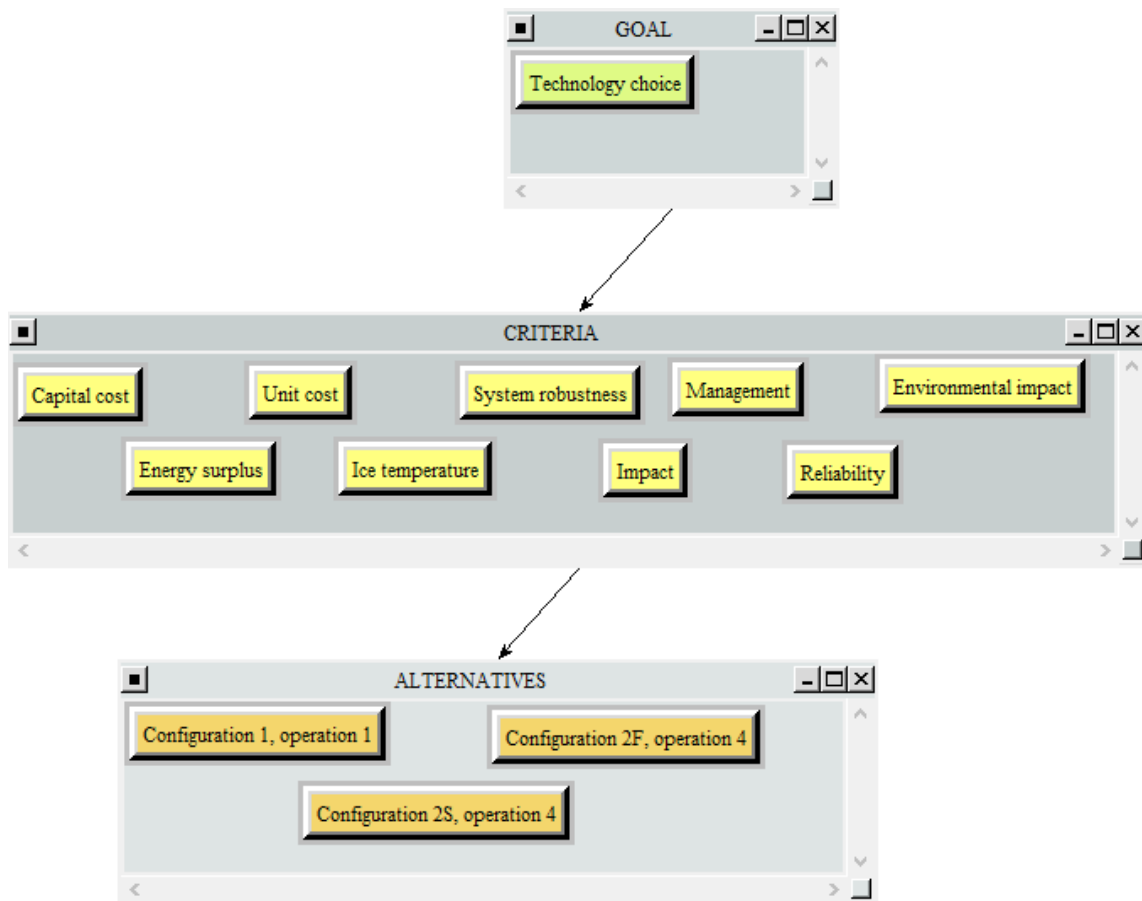 GOAL
Technology choice
CRITERIA
Capital cost
Unit cost
System robustness
Management
Environmental impact
Energy surplus
Ice temperature
Impact
Reliability
ALTERNATIVES
Configuration 1, operation 1
Configuration 2F, operation 4
Configuration 2S, operation 4